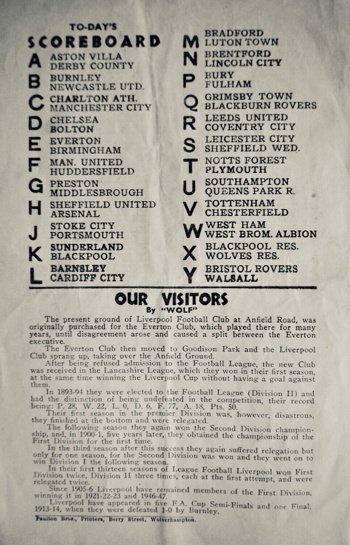 TO-DAY'S
SCOREBOARD
A ASTON VILLA
DERBY COUNTY
B BURNLEY
NEWCASTLE UTD.
C CHARLTON ATH.
MANCHESTER CITY
D CHELSEA
BOLTON
E EVERTON
BIRMINGHAM
F MAN. UNITED
HUDDERSFIELD
G PRESTON
MIDDLESBROUGH
H SHEFFIELD UNITED
ARSENAL
J STOKE CITY
PORTSMOUTH
K SUNDERLAND
BLACKPOOL
L BARNSLEY
CARDIFF CITY
M BRADFORD
LUTON TOWN
N BRENTFORD
LINCOLN CITY
P BURY
FULHAM
Q GRIMSBY TOWN
BLACKBURN ROVERS
R LEEDS UNITED
COVENTRY CITY
S LEICESTER CITY
SHEFFIELD WED.
T NOTTS FOREST
PLYMOUTH
U SOUTHAMPTON
QUEENS PARK R.
V TOTTENHAM
CHESTERFIELD
W WEST HAM
WEST BROM. ALBION
X BLACKPOOL RES.
WOLVES RES.
Y BRISTOL ROVERS
WALSALL
OUR VISITORS
By "WOLF"
The present ground of Liverpool Football Club at Anfield Road, was
originally purchased for the Everton Club, which played there for many
years, until disagreement arose and caused a split between the Everton
executive.
The Everton Club then moved to Goodison Park and the Liverpool
Club sprang up, taking over the Anfield Ground.
After being refused admission to the Football League, the new Club
was received in the Lancashire League, which they won in their first season,
at the same time winning the Liverpool Cup without having a goal against
them.
In 1893-94 they were elected to the Football League (Division II) and
had the distinction of being undefeated in the competition, their record
being: P. 28, W. 22, L. 0, D. 6, F. 77, A. 18, Pts. 50.
Their first season in the premier Division was, however, disastrous,
they finished at the bottom and were relegated.
The following season they again won the Second Division champion-
ship, and, in 1900-1, five years later, they obtained the championship of the
First Division for the first time.
In the third season after this success they again suffered relegation but
only for one season, for the Second Division was won and they went on to
win Division I the following season.
In their first thirteen seasons of League Football Liverpool won First
Division twice, Division II three times, each at the first attempt, and were
relegated twice.
Since 1905-6 Liverpool have remained members of the First Division,
winning it in 1921-22-23 and 1946-47.
Liverpool have appeared in five F.A. Cup Semi-Finals and one Final,
1913-14, when they were defeated 1-0 by Burnley.
Printers, Berry Street, Wolverhampton.